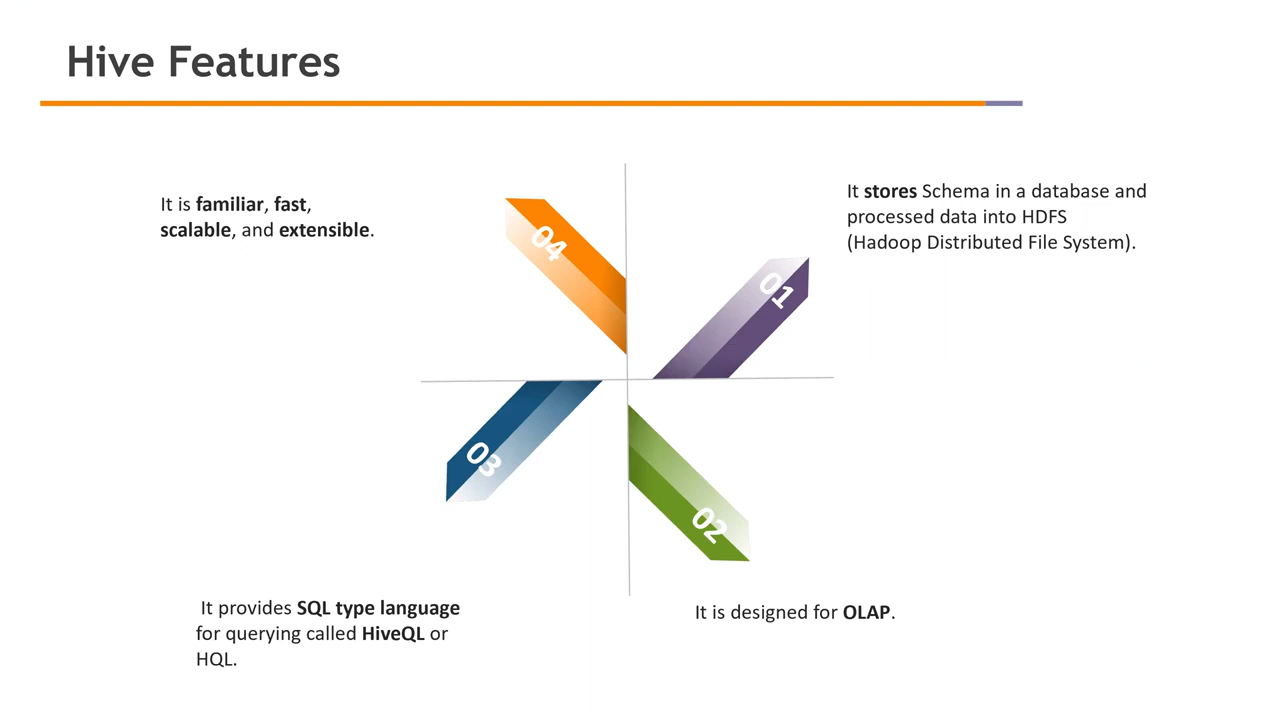 Hive Features
It is familiar, fast,
scalable, and extensible.
04
01
It stores Schema in a database and
processed data into HDFS
(Hadoop Distributed File System).
03
02
It provides SQL type language
for querying called HiveQL or
HQL.
It is designed for OLAP.